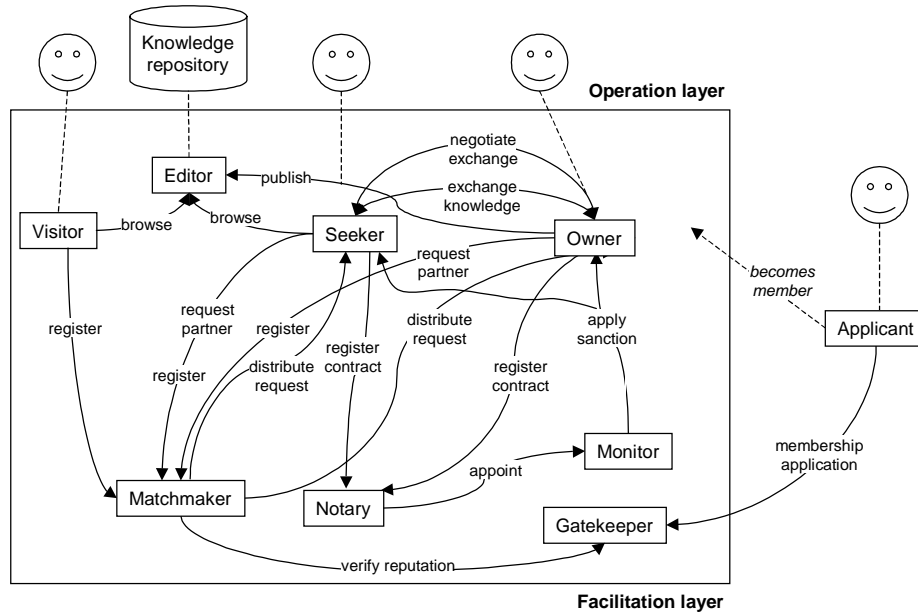 Knowledge
repository
Operation layer
negotiate
exchange
Editor
publish
exchange
knowledge
browse
browse
Visitor
Seeker
Owner
request
partner
becomes
member
request
partner
register
register
distribute
request
apply
sanction
Applicant
register
distribute
request
register
contract
register
contract
membership
application
Monitor
appoint
Matchmaker
Notary
Gatekeeper
verify reputation
Facilitation layer